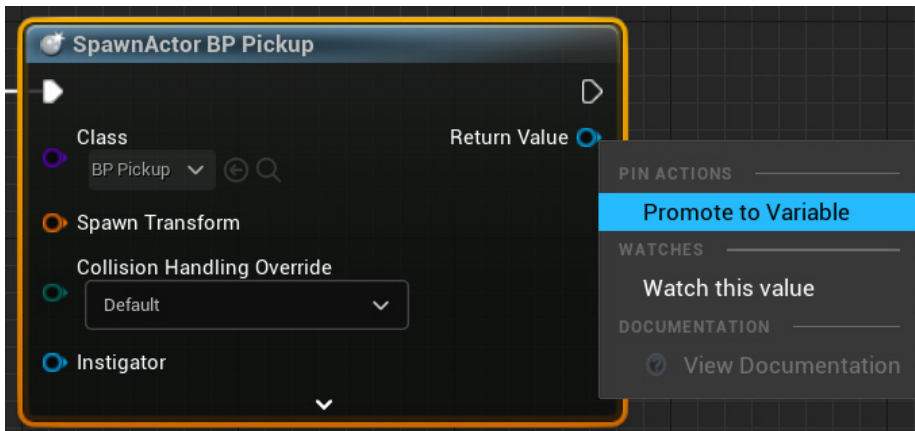 SpawnActor BP Pickup
Class
Return Value
BP Pickup
PIN ACTIONS
Promote to Variable
Spawn Transform
WATCHES
Collision Handling Override
Watch this value
Default
DOCUMENTATION
View Documentation
Instigator